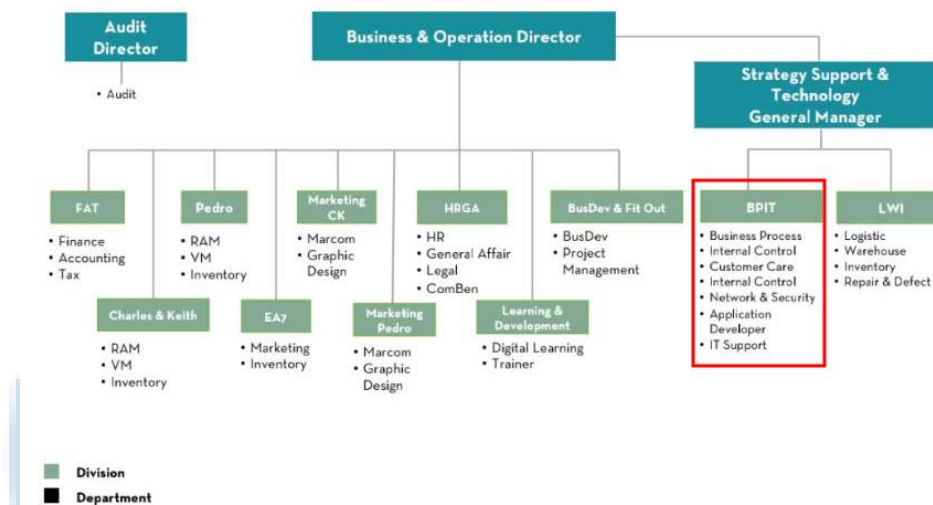 Audit
Director
• Audit
Business & Operation Director
Strategy Support &
Technology
General Manager
FAT
• Finance
• Accounting
• Tax
Pedro
• RAM
• VM
• Inventory
Marketing
CK
• Marcom
• Graphic
Design
HRGA
• HR
• General Affair
• Legal
• ComBen
BusDev & Fit Out
• BusDev
• Project
Management
BPIT
• Business Process
• Internal Control
• Customer Care
• Internal Control
• Network & Security
• Application
Developer
• IT Support
LWI
• Logistic
• Warehouse
• Inventory
• Repair & Defect
Charles & Keith
• RAM
• VM
• Inventory
EA7
• Marketing
• Inventory
Marketing
Pedro
• Marcom
• Graphic
Design
Learning &
Development
• Digital Learning
• Trainer
Division
Department